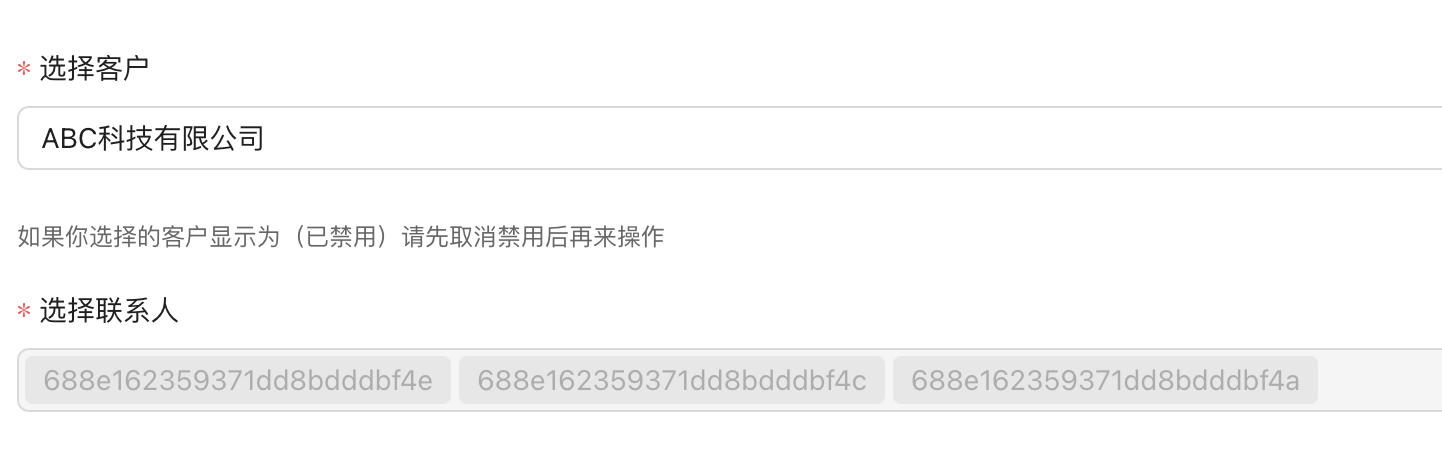 * 选择客户
ABC科技有限公司
如果你选择的客户显示为（已禁用）请先取消禁用后再来操作
* 选择联系人
688e162359371dd8bdddbf4e 688e162359371dd8bdddbf4c 688e162359371dd8bdddbf4a